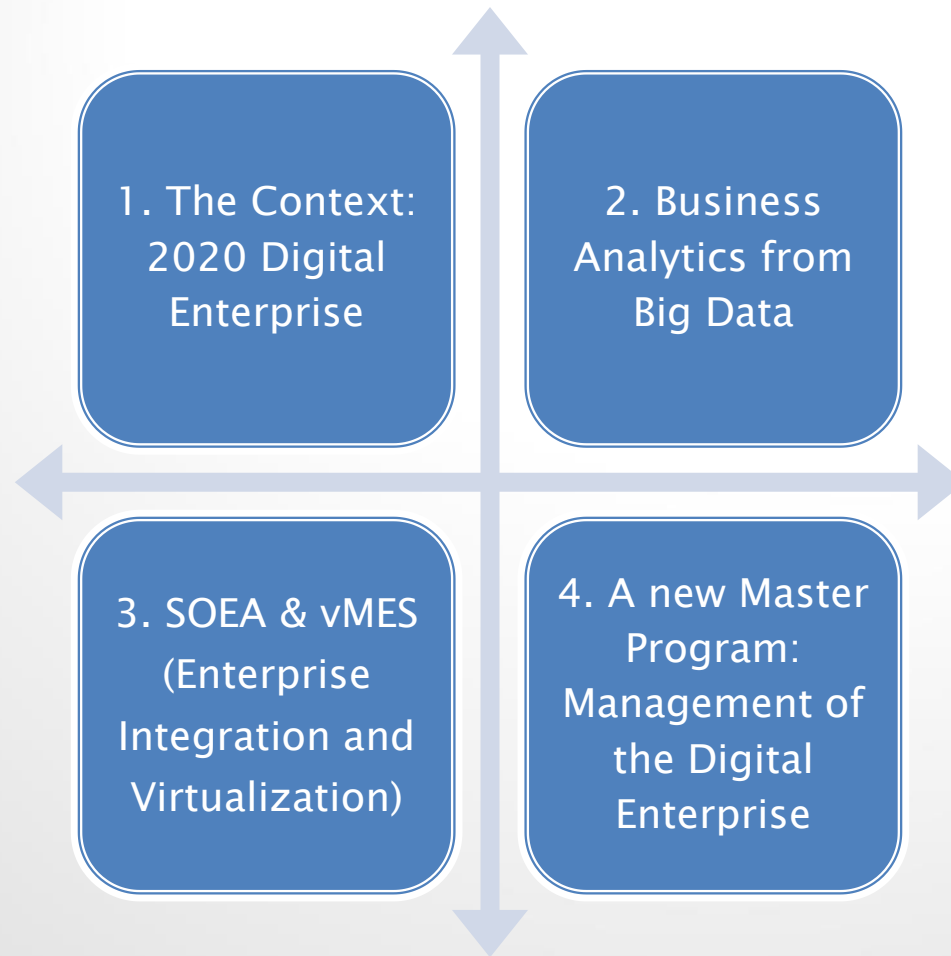 1. The Context:
2020 Digital
Enterprise
2. Business
Analytics from
Big Data
3. SOEA & vMES
(Enterprise
Integration and
Virtualization)
4. A new Master
Program:
Management of
the Digital
Enterprise